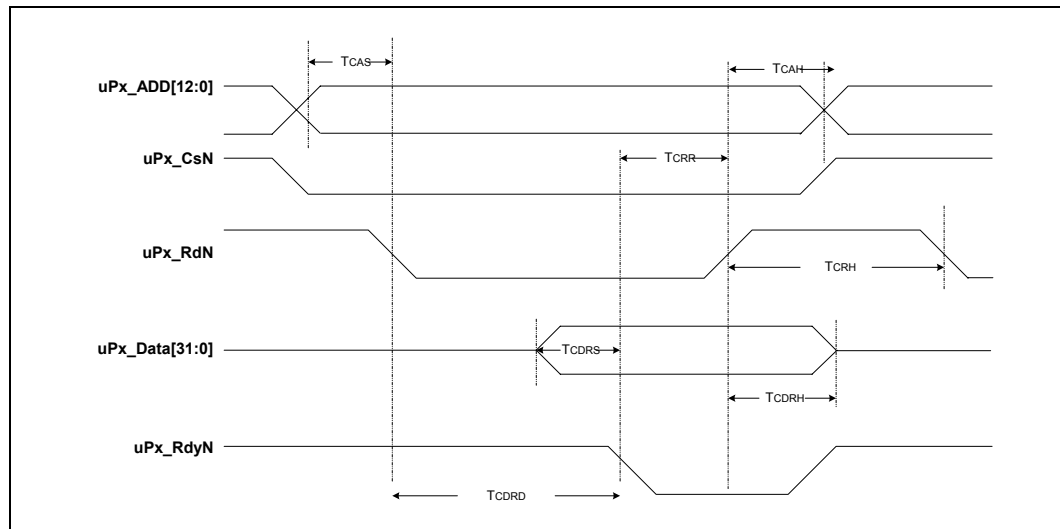 TCAS
TCAH
uPx_ADD[12:0]
uPx_CsN
TCRR
uPx_RdN
TCRH
uPx_Data[31:0]
TCDRS
TCDRH
uPx_RdyN
TCDRD